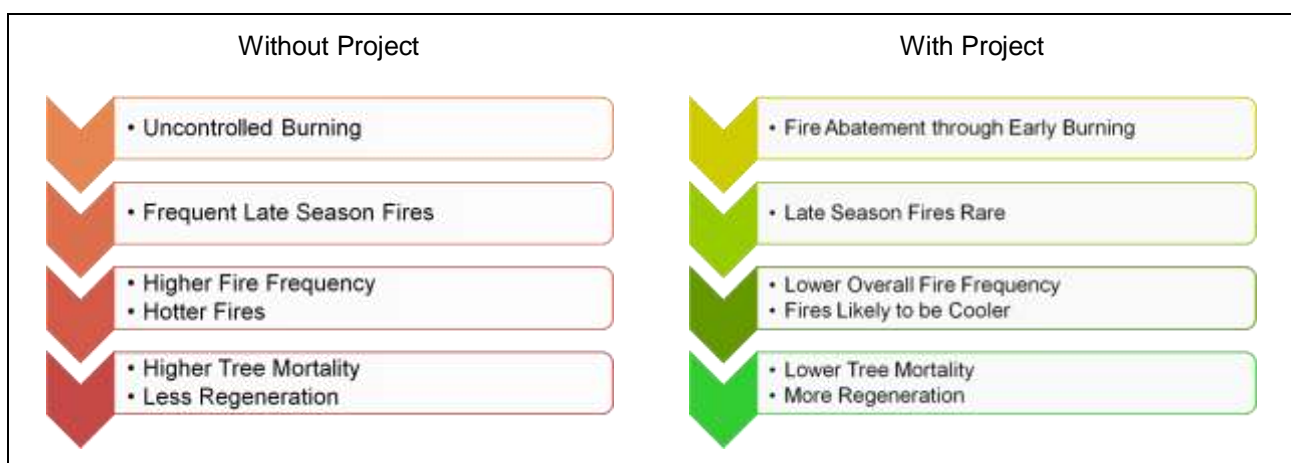 Without Project
• Uncontrolled Burning
• Frequent Late Season Fires
• Higher Fire Frequency
• Hotter Fires
• Higher Tree Mortality
• Less Regeneration
With Project
• Fire Abatement through Early Burning
• Late Season Fires Rare
• Lower Overall Fire Frequency
• Fires Likely to be Cooler
• Lower Tree Mortality
• More Regeneration